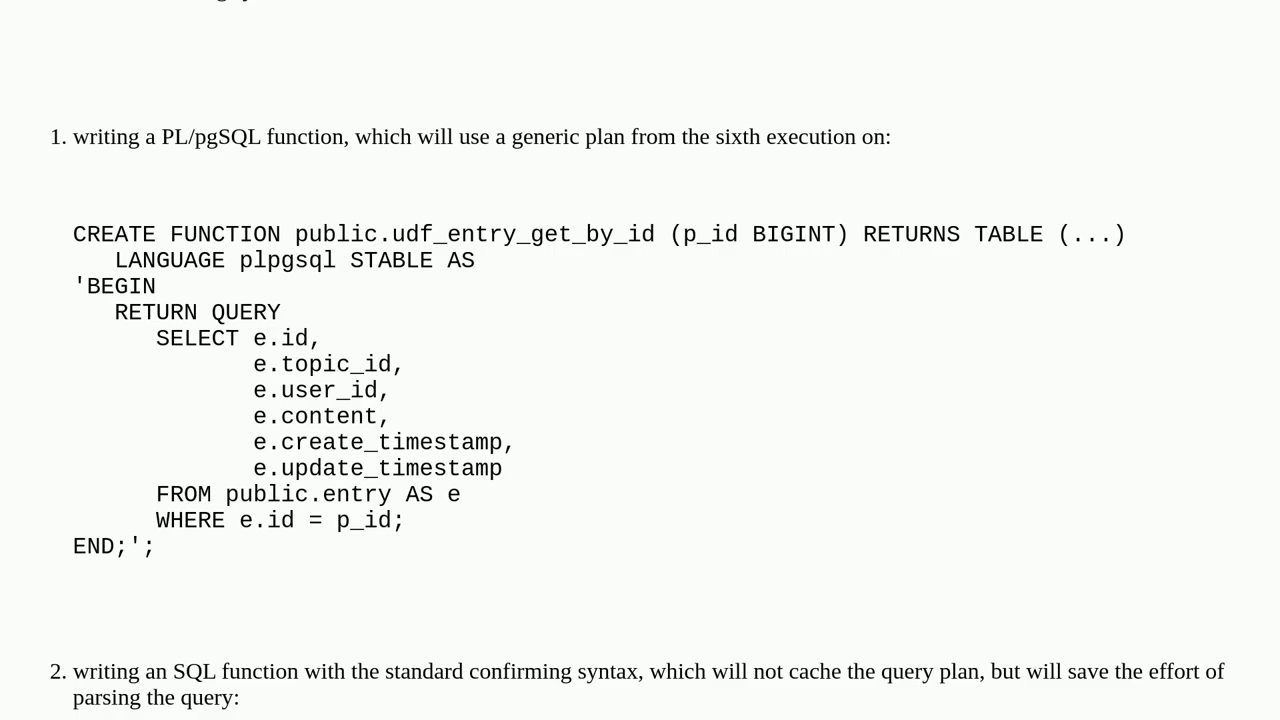 1. writing a PL/pgSQL function, which will use a generic plan from the sixth execution on:
CREATE FUNCTION public.udf_entry_get_by_id (p_id BIGINT) RETURNS TABLE (...)
   LANGUAGE plpgsql STABLE AS
'BEGIN
   RETURN QUERY
      SELECT e.id,
             e.topic_id,
             e.user_id,
             e.content,
             e.create_timestamp,
             e.update_timestamp
      FROM public.entry AS e
      WHERE e.id = p_id;
END;';
2. writing an SQL function with the standard confirming syntax, which will not cache the query plan, but will save the effort of
parsing the query: